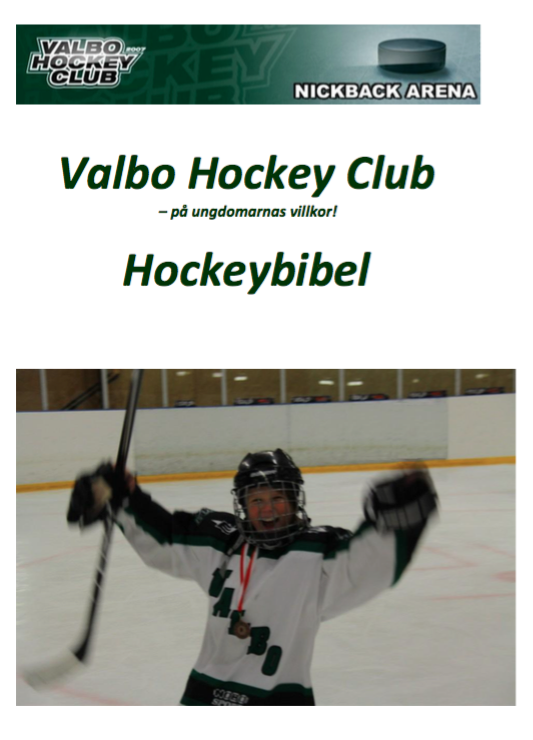 VALBO 2007
HOCKEY
CLUB
NICKBACK ARENA
Valbo Hockey Club
– på ungdomarnas villkor!
Hockeybibel
VALBO